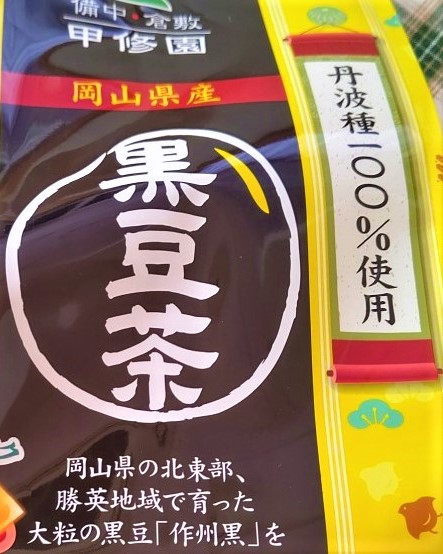 備中・倉敷
甲修園
岡山県産
黒豆茶
丹波種一〇〇%使用
岡山県の北東部、
勝英地域で育った
大粒の黒豆「作州黒」を